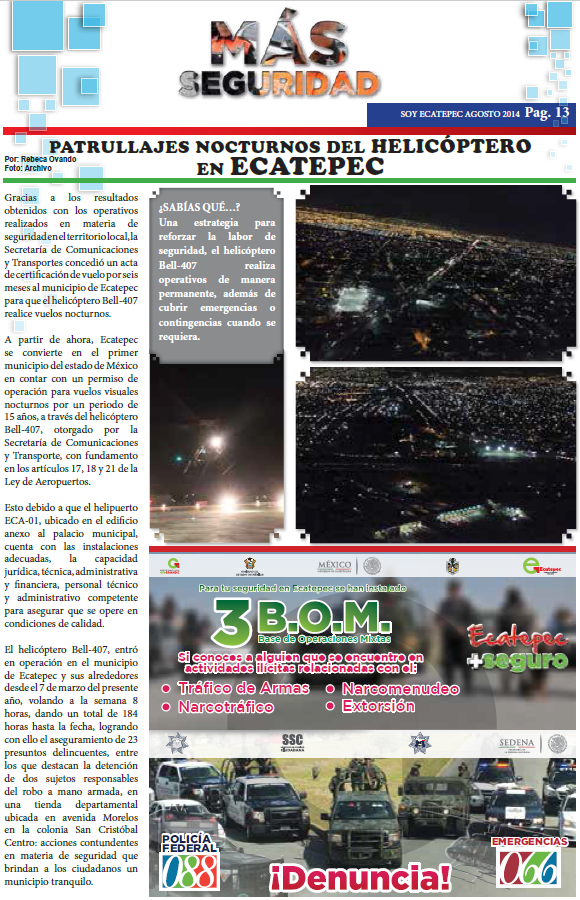 MÁS
SEGURIDAD
SOY ECATEPEC AGOSTO 2014 Pag. 13
PATRULLAJES NOCTURNOS DEL HELICÓPTERO
EN ECATEPEC
Por: Rebeca Ovando
Foto: Archivo
Gracias a los resultados
obtenidos con los operativos
realizados en materia de
seguridad en el territorio local, la
Secretaría de Comunicaciones
y Transportes concedió un acta
de certificación de vuelo por seis
meses al municipio de Ecatepec
para que el helicóptero Bell-407
realice vuelos nocturnos.
A partir de ahora, Ecatepec
se convierte en el primer
municipio del estado de México
en contar con un permiso de
operación para vuelos visuales
nocturnos por un periodo de
15 años, a través del helicóptero
Bell-407, otorgado por la
Secretaría de Comunicaciones
y Transporte, con fundamento
en los artículos 17, 18 y 21 de la
Ley de Aeropuertos.
Esto debido a que el helipuerto
ECA-01, ubicado en el edificio
anexo al palacio municipal,
cuenta con las instalaciones
adecuadas, la capacidad
jurídica, técnica, administrativa
y financiera, personal técnico
y administrativo competente
para asegurar que se opere en
condiciones de calidad.
El helicóptero Bell-407, entró
en operación en el municipio
de Ecatepec y sus alrededores
desde el 7 de marzo del presente
año, volando a la semana 8
horas, dando un total de 184
horas hasta la fecha, logrando
con ello el aseguramiento de 23
presuntos delincuentes, entre
los que destacan la detención
de dos sujetos responsables
del robo a mano armada, en
una tienda departamental
ubicada en avenida Morelos
en la colonia San Cristóbal
Centro: acciones contundentes
en materia de seguridad que
brindan a los ciudadanos un
municipio tranquilo.
¿SABÍAS QUÉ...?
Una estrategia para
reforzar la labor de
seguridad, el helicóptero
Bell-407 realiza
operativos de manera
permanente, además de
cubrir emergencias o
contingencias cuando se
requiera.
MÉXICO
Ecatepec
Para tu seguridad en Ecatepec se han instalado
3 B.O.M.
Base de Operaciones Mixtas
Si conoces a alguien que se encuentre en
actividades ilícitas relacionadas con el:
• Tráfico de Armas
• Narcomenudeo
• Narcotráfico
• Extorsión
Ecatepec
+seguro
SSC
SEDENA
POLICÍA
FEDERAL
088
¡Denuncia!
EMERGENCIAS
066